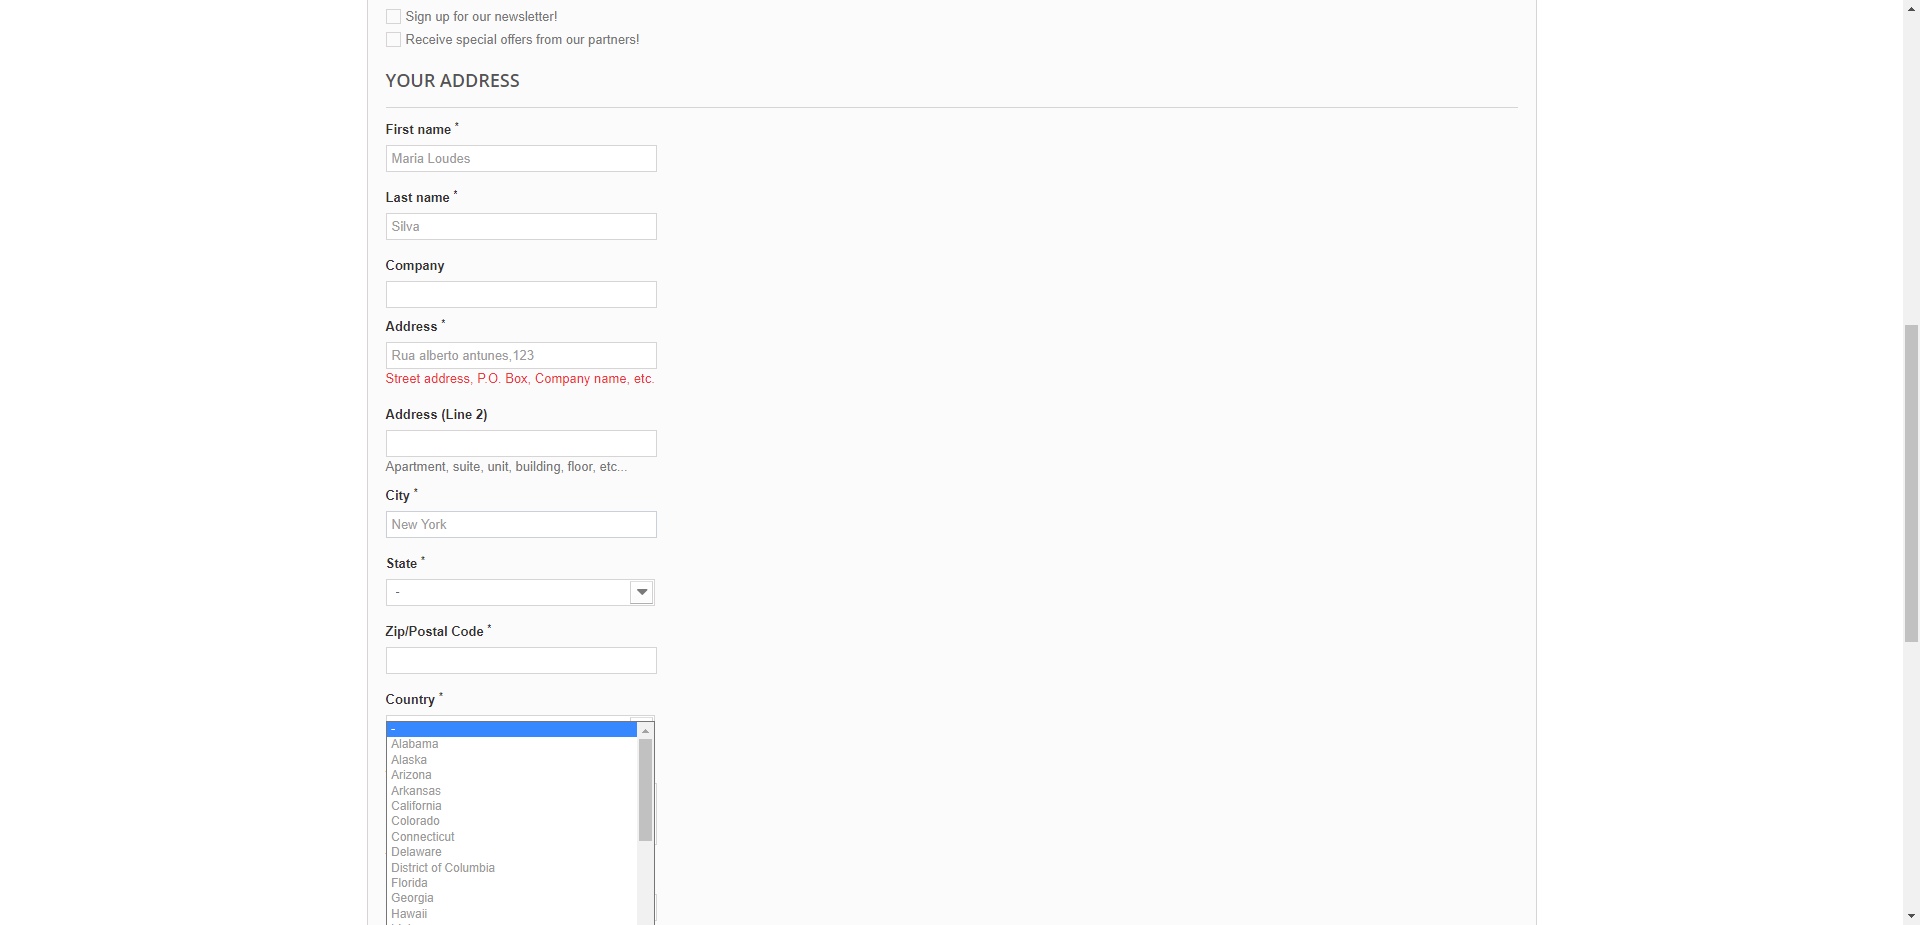 Sign up for our newsletter!
Receive special offers from our partners!
YOUR ADDRESS
First name *
Maria Loudes
Last name *
Silva
Company
Address *
Rua alberto antunes,123
Street address, P.O. Box, Company name, etc.
Address (Line 2)
Apartment, suite, unit, building, floor, etc...
City *
New York
State *
-
Zip/Postal Code *
Country *
-
Alabama
Alaska
Arizona
Arkansas
California
Colorado
Connecticut
Delaware
District of Columbia
Florida
Georgia
Hawaii